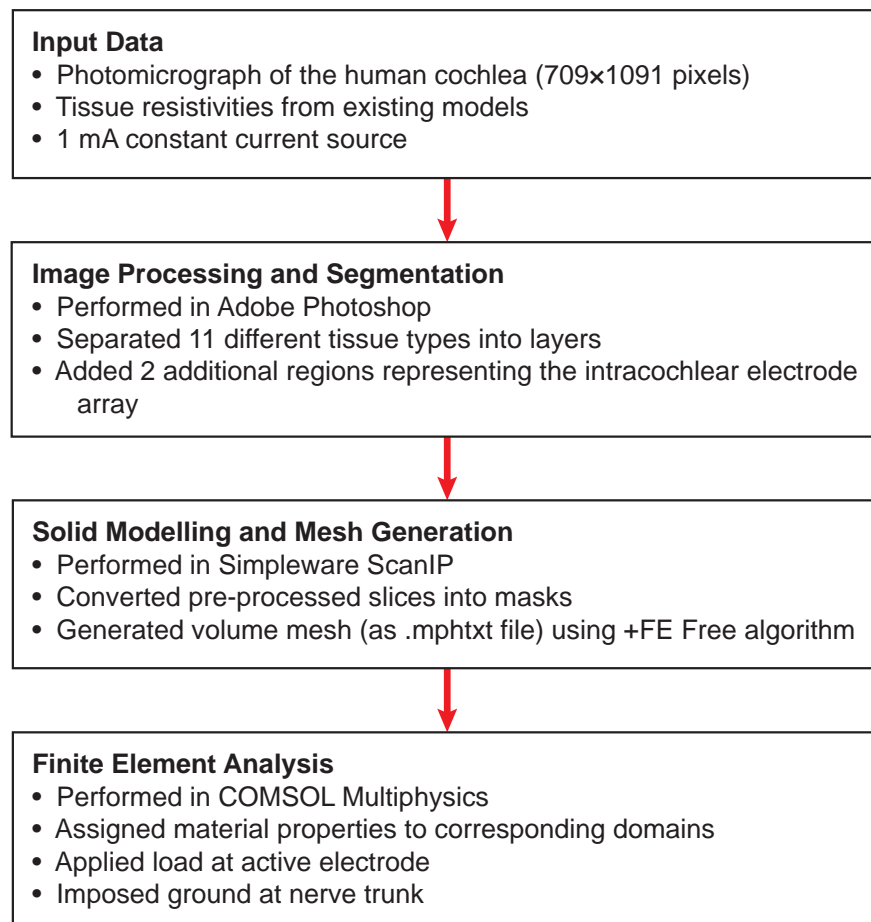 Input Data
• Photomicrograph of the human cochlea (709×1091 pixels)
• Tissue resistivities from existing models
• 1 mA constant current source
Image Processing and Segmentation
• Performed in Adobe Photoshop
• Separated 11 different tissue types into layers
• Added 2 additional regions representing the intracochlear electrode
array
Solid Modelling and Mesh Generation
• Performed in Simpleware ScanIP
• Converted pre-processed slices into masks
• Generated volume mesh (as .mphtxt file) using +FE Free algorithm
Finite Element Analysis
• Performed in COMSOL Multiphysics
• Assigned material properties to corresponding domains
• Applied load at active electrode
• Imposed ground at nerve trunk